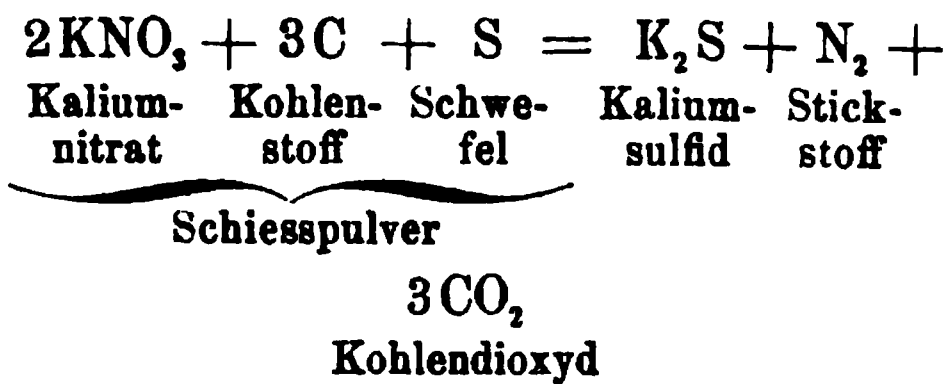 2KNO₃ + 3C + S = K₂S + N₂ +
Kalium- Kohlen- Schwe- Kalium- Stick-
nitrat stoff fel sulfid stoff
Schiesspulver
3CO₂
Kohlendioxyd